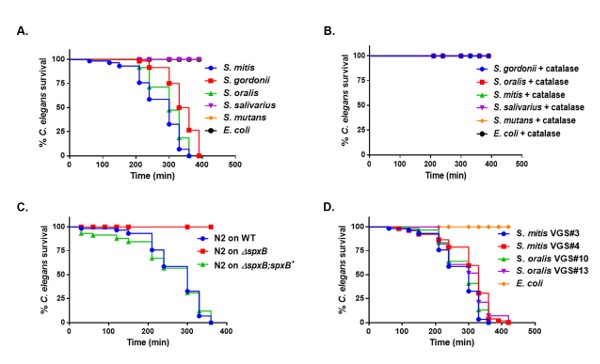 A.
% C. elegans survival
100
75
50
25
0
0 100 200 300 400 500
Time (min)
S. mitis
S. gordonii
S. oralis
S. salivarius
S. mutans
E. coli
B.
% C. elegans survival
100
75
50
25
0
0 100 200 300 400 500
Time (min)
S. gordonii + catalase
S. oralis + catalase
S. mitis + catalase
S. salivarius + catalase
S. mutans + catalase
E. coli + catalase
C.
% C. elegans survival
100
75
50
25
0
0 100 200 300 400
Time (min)
N2 on WT
N2 on ΔspxB
N2 on ΔspxB;spxB+
D.
% C. elegans survival
100
75
50
25
0
0 100 200 300 400 500
Time (min)
S. mitis VGS#3
S. mitis VGS#4
S. oralis VGS#10
S. oralis VGS#13
E. coli